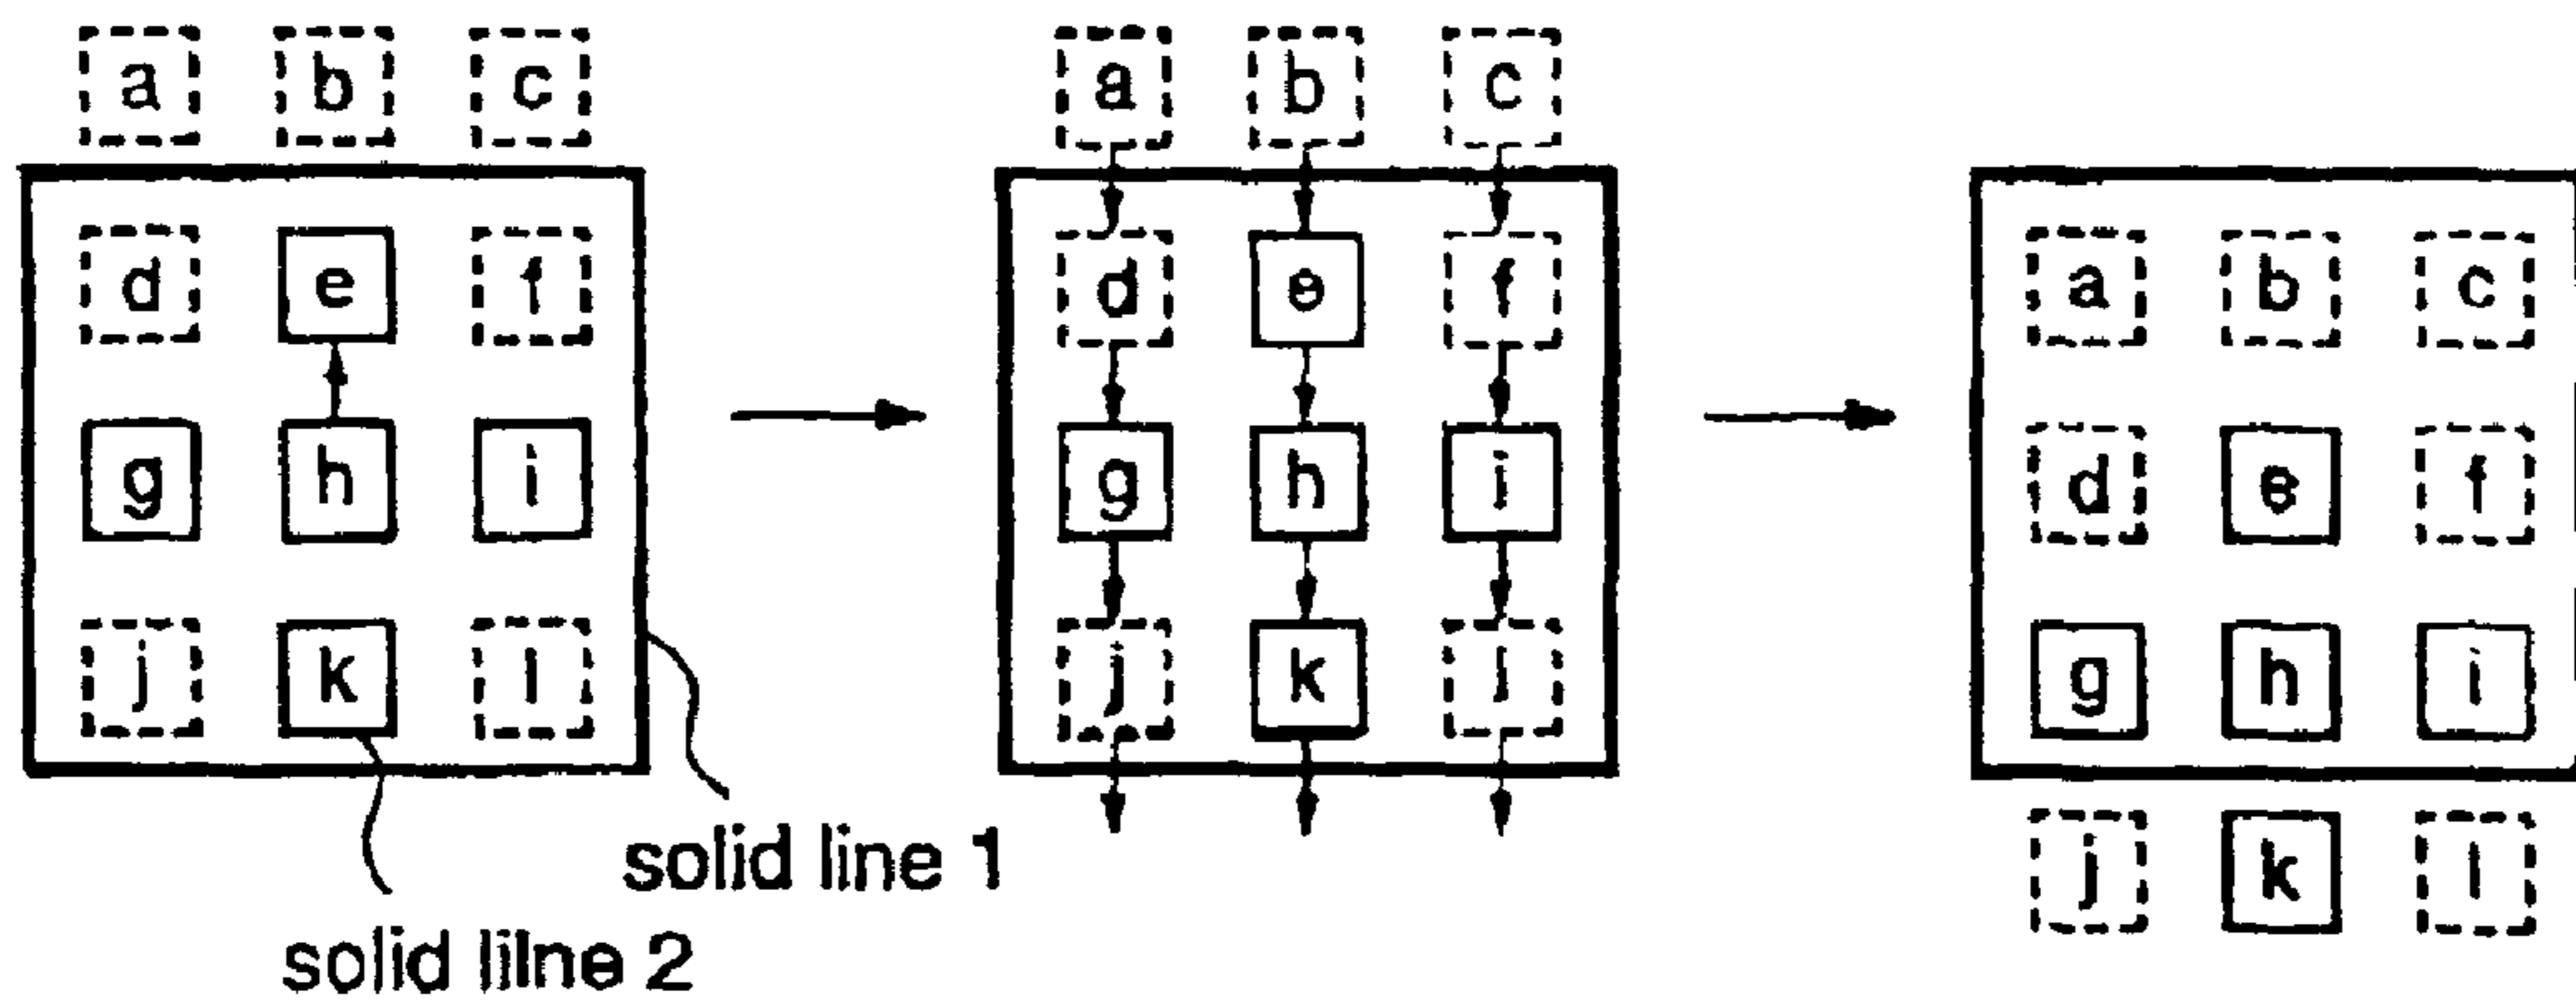 a b c a b c
d e f d e f a b c
g h i g h i d e f
j k l j k l g h i
solid line 1
j k l
solid lilne 2